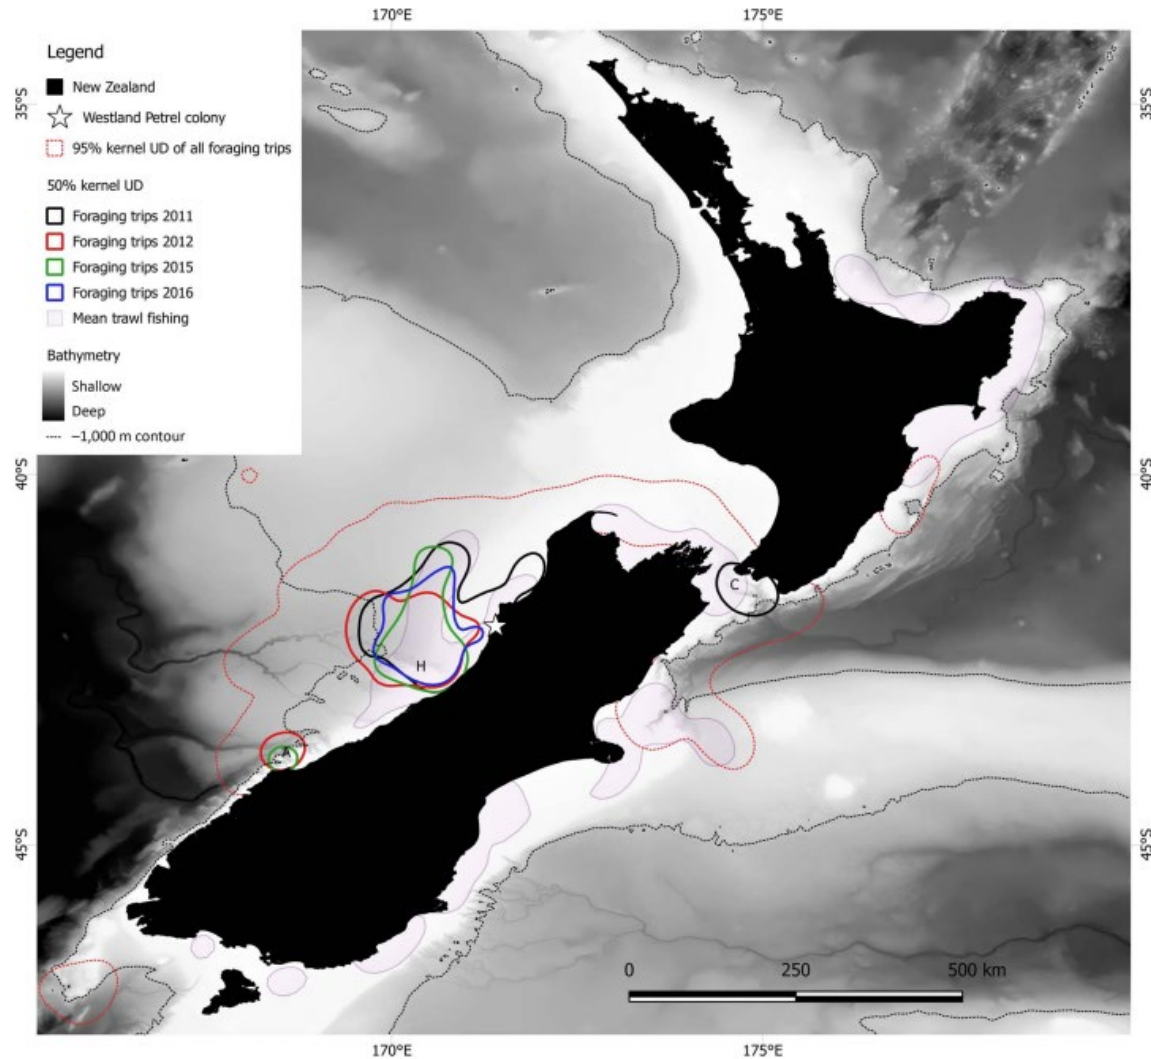 170°E 175°E
Legend
New Zealand
Westland Petrel colony
95% kernel UD of all foraging trips
50% kernel UD
Foraging trips 2011
Foraging trips 2012
Foraging trips 2015
Foraging trips 2016
Mean trawl fishing
Bathymetry
Shallow
Deep
–1,000 m contour
35°S 35°S
40°S 40°S
C
H
A
45°S 45°S
0 250 500 km
170°E 175°E